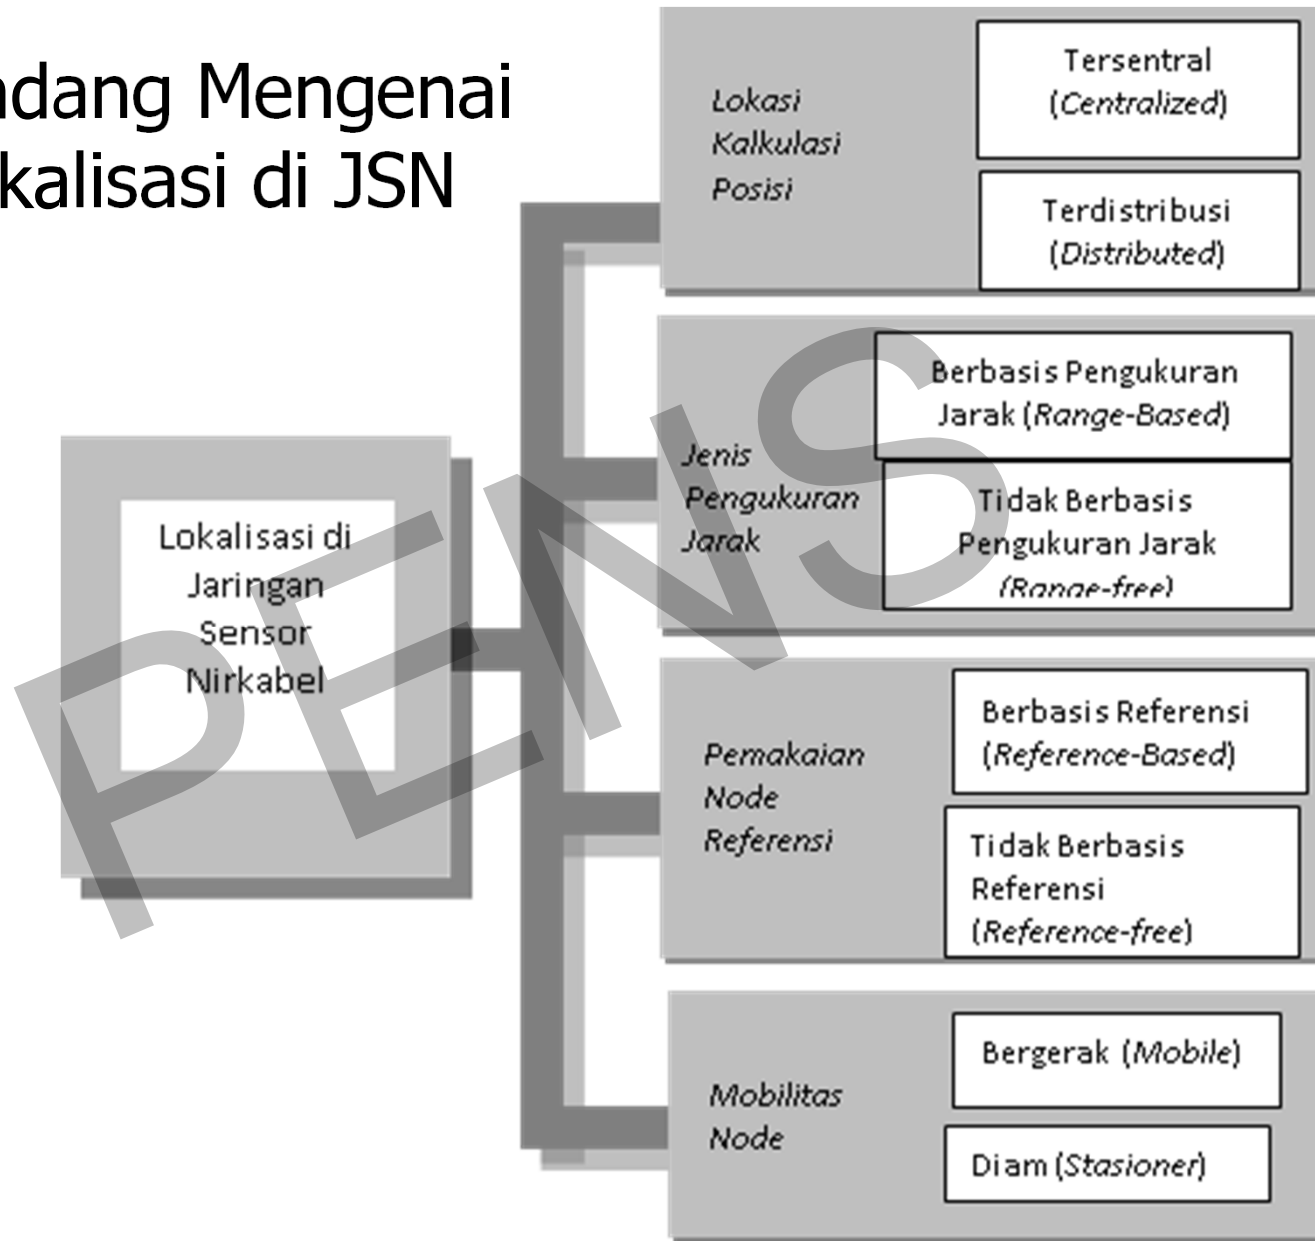 ndang Mengenai
kalisasi di JSN
Lokalisasi di
Jaringan
Sensor
Nirkabel
Lokasi
Kalkulasi
Posisi
Tersentral
(Centralized)
Terdistribusi
(Distributed)
Jenis
Pengukuran
Jarak
Berbasis Pengukuran
Jarak (Range-Based)
Tidak Berbasis
Pengukuran Jarak
(Range-free)
Pemakaian
Node
Referensi
Berbasis Referensi
(Reference-Based)
Tidak Berbasis
Referensi
(Reference-free)
Mobilitas
Node
Bergerak (Mobile)
Diam (Stasioner)
PENS